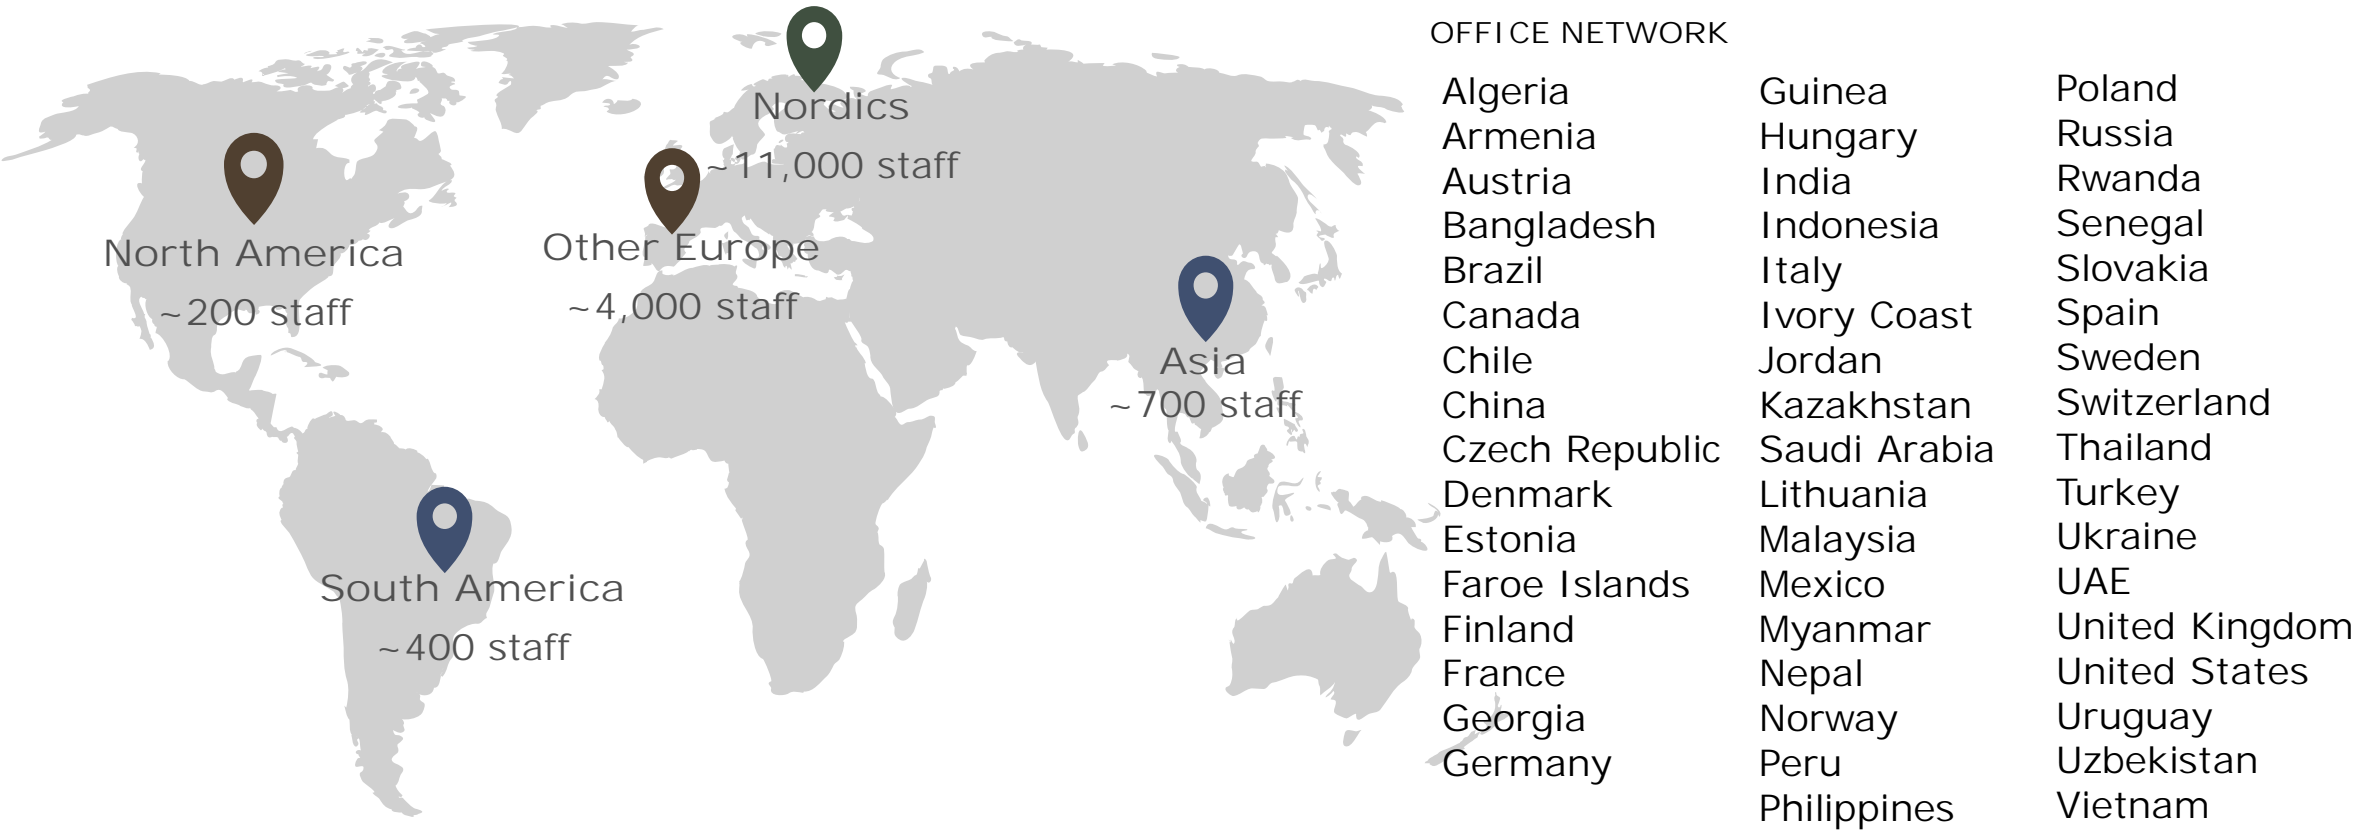 Nordics
~11,000 staff
North America
~200 staff
Other Europe
~4,000 staff
Asia
~700 staff
South America
~400 staff
OFFICE NETWORK
Algeria
Armenia
Austria
Bangladesh
Brazil
Canada
Chile
China
Czech Republic
Denmark
Estonia
Faroe Islands
Finland
France
Georgia
Germany
Guinea
Hungary
India
Indonesia
Italy
Ivory Coast
Jordan
Kazakhstan
Saudi Arabia
Lithuania
Malaysia
Mexico
Myanmar
Nepal
Norway
Peru
Philippines
Poland
Russia
Rwanda
Senegal
Slovakia
Spain
Sweden
Switzerland
Thailand
Turkey
Ukraine
UAE
United Kingdom
United States
Uruguay
Uzbekistan
Vietnam